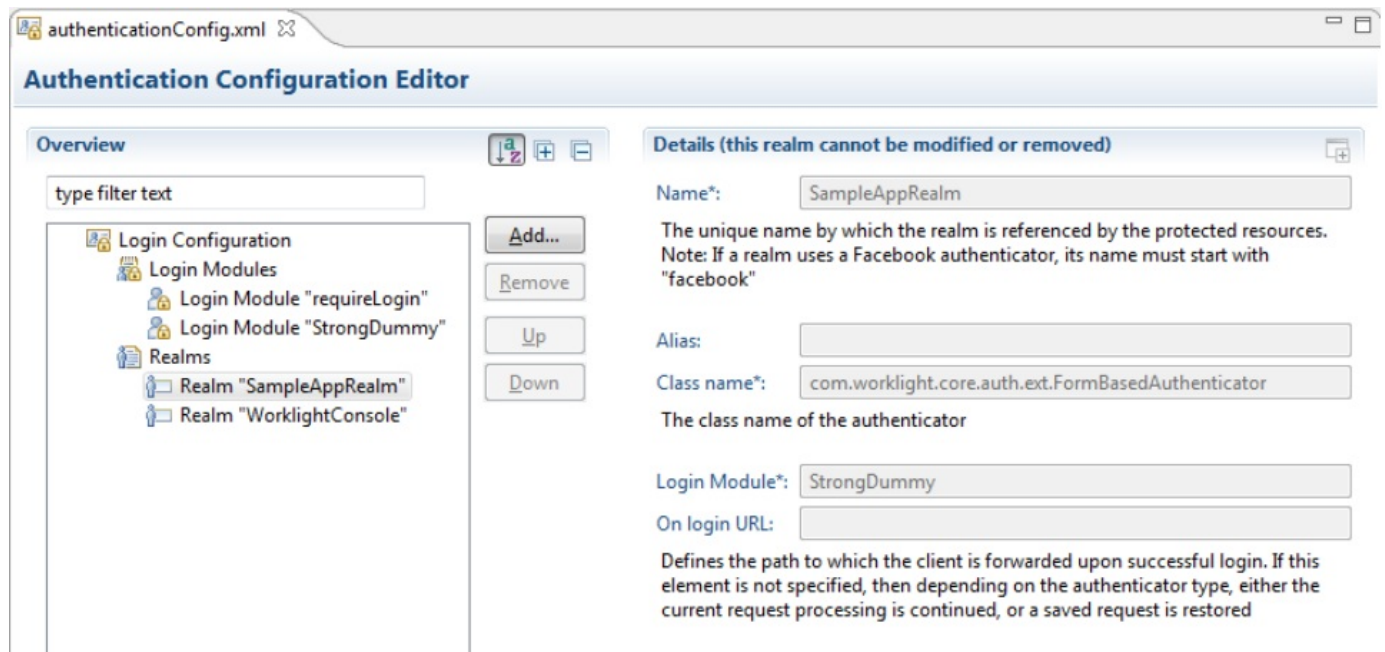 authenticationConfig.xml
Authentication Configuration Editor
Overview
type filter text
Login Configuration
Login Modules
Login Module "requireLogin"
Login Module "StrongDummy"
Realms
Realm "SampleAppRealm"
Realm "WorklightConsole"
Add...
Remove
Up
Down
Details (this realm cannot be modified or removed)
Name*: SampleAppRealm
The unique name by which the realm is referenced by the protected resources.
Note: If a realm uses a Facebook authenticator, its name must start with
"facebook"
Alias:
Class name*: com.worklight.core.auth.ext.FormBasedAuthenticator
The class name of the authenticator
Login Module*: StrongDummy
On login URL:
Defines the path to which the client is forwarded upon successful login. If this
element is not specified, then depending on the authenticator type, either the
current request processing is continued, or a saved request is restored